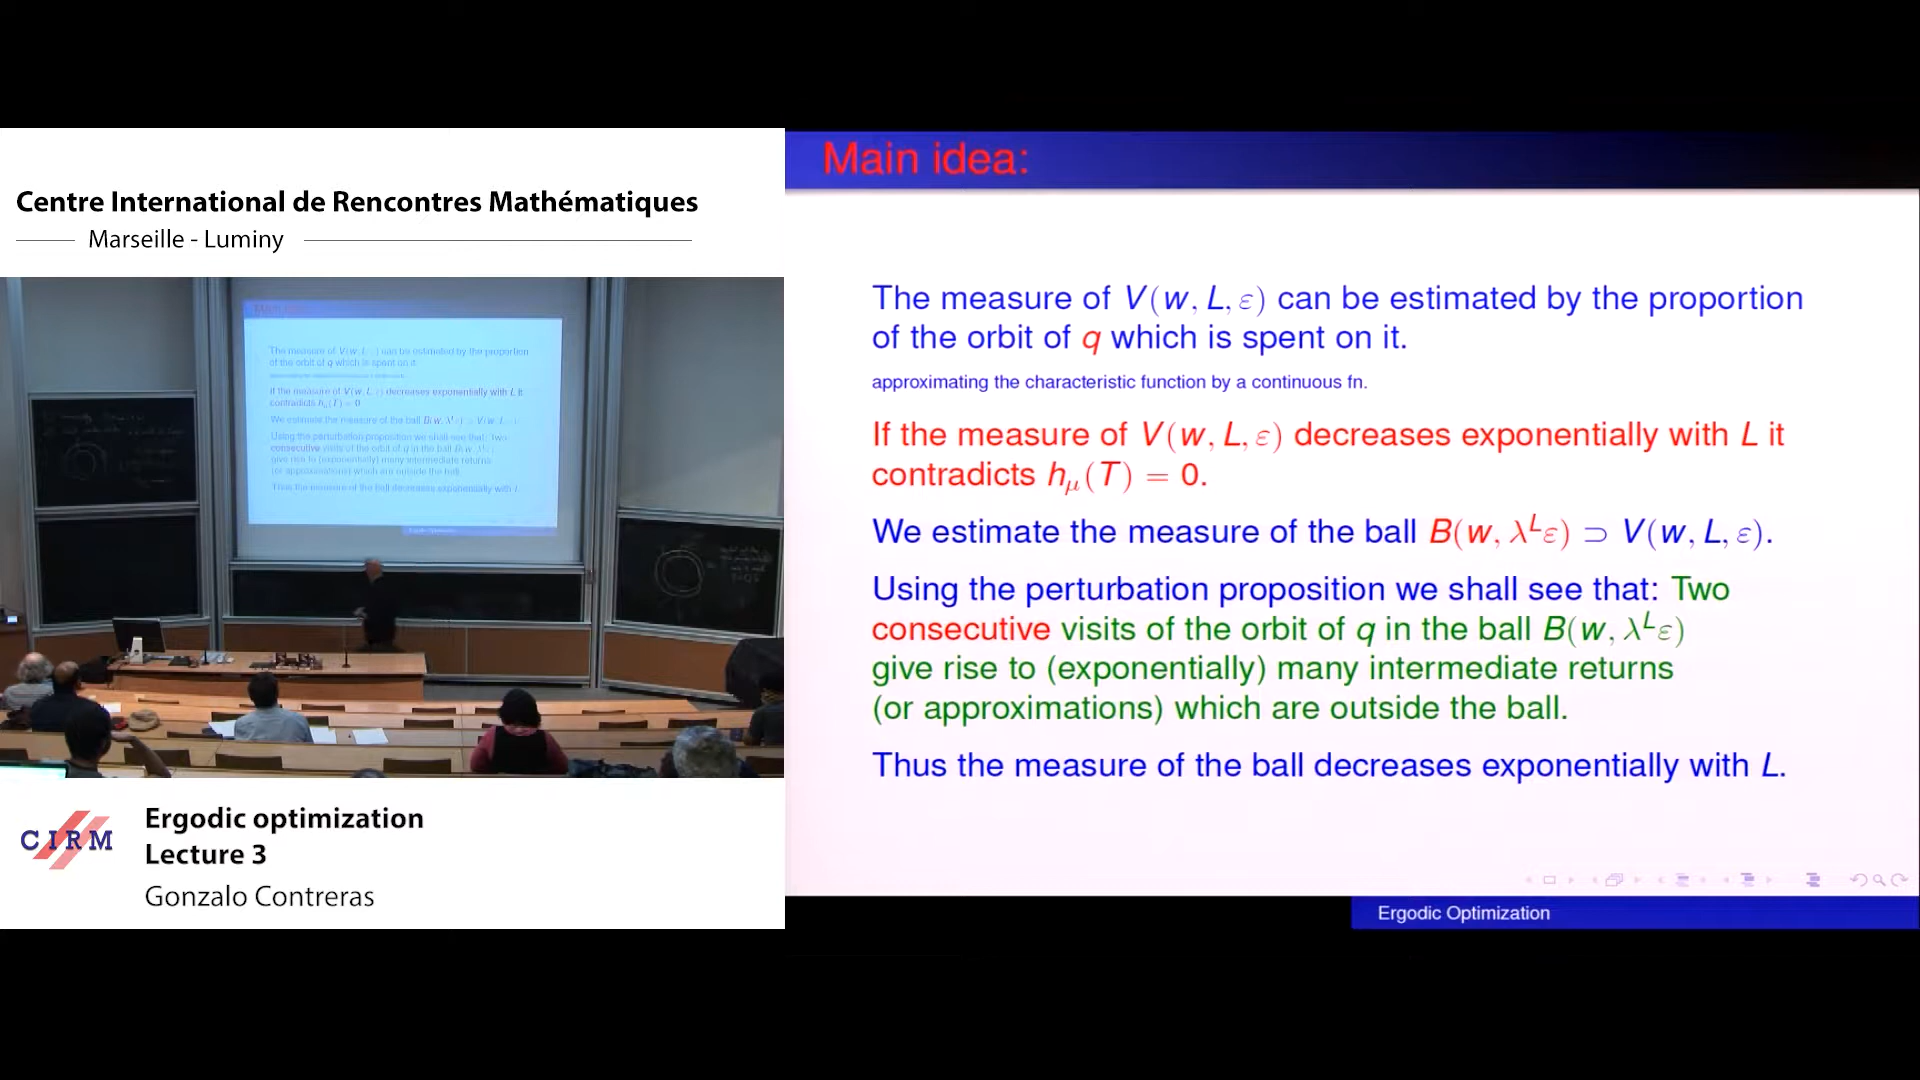 Centre International de Rencontres Mathématiques
Marseille - Luminy
Main idea:
The measure of V(w, L, ε) can be estimated by the proportion
of the orbit of q which is spent on it.
approximating the characteristic function by a continuous fn.
If the measure of V(w, L, ε) decreases exponentially with L it
contradicts hμ(T) = 0.
We estimate the measure of the ball B(w, λᴸε) ⊃ V(w, L, ε).
Using the perturbation proposition we shall see that: Two
consecutive visits of the orbit of q in the ball B(w, λᴸε)
give rise to (exponentially) many intermediate returns
(or approximations) which are outside the ball.
Thus the measure of the ball decreases exponentially with L.
Ergodic Optimization
CIRM
Ergodic optimization
Lecture 3
Gonzalo Contreras